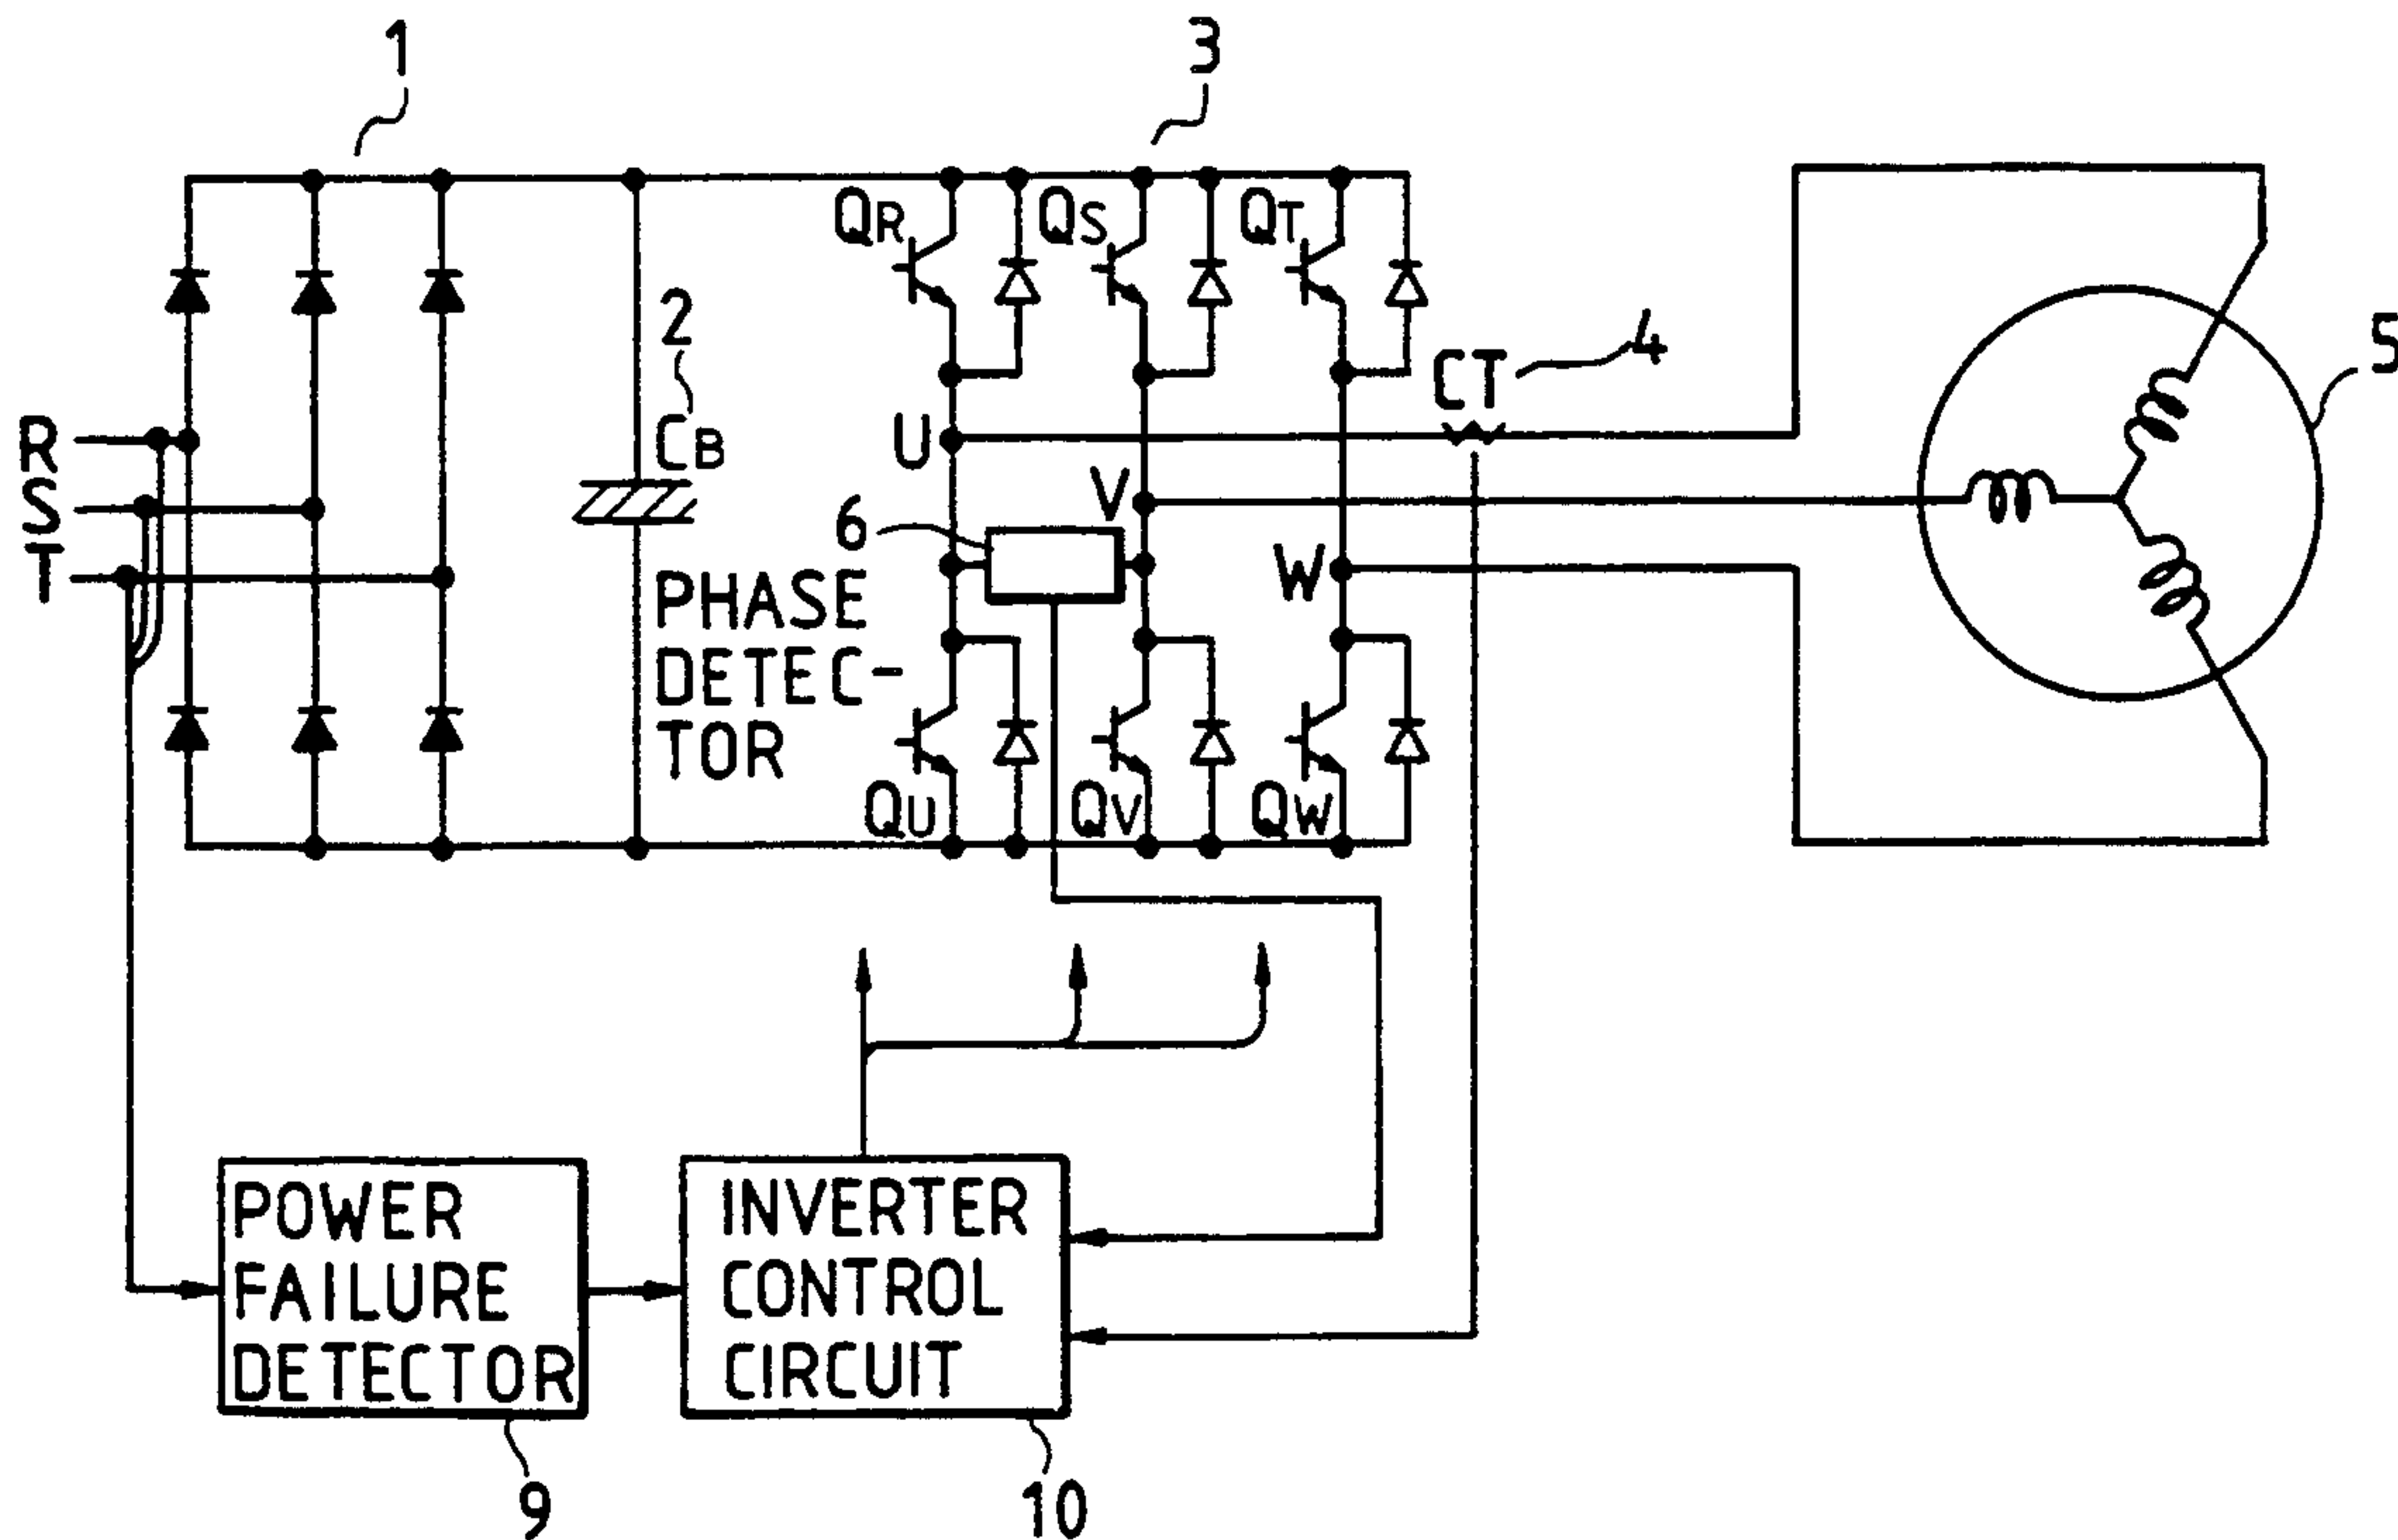 1
3
QR
QS
QT
2
CT
4
5
R
U
CB
S
V
6
T
W
PHASE
DETEC-
TOR
QU
QV
QW
POWER
FAILURE
DETECTOR
INVERTER
CONTROL
CIRCUIT
9
10